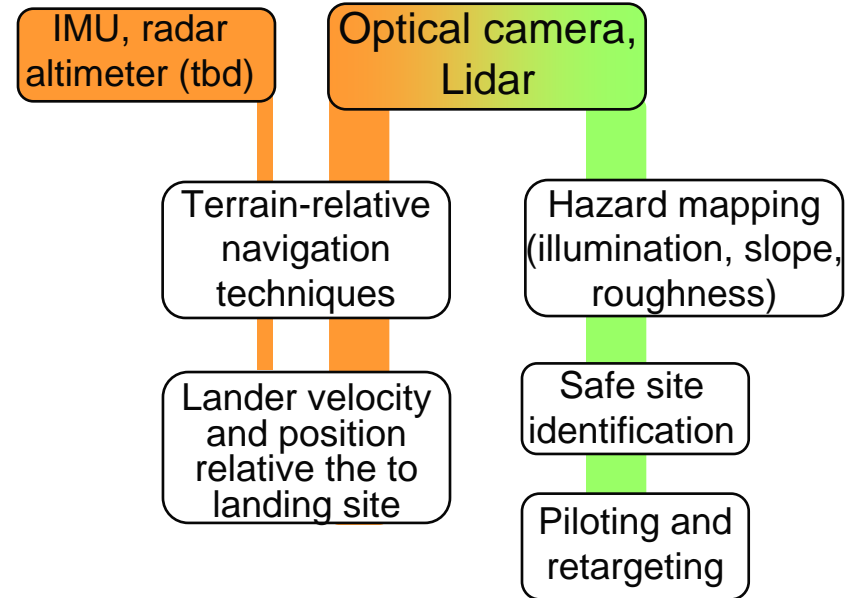 IMU, radar
altimeter (tbd)
Optical camera,
Lidar
Terrain-relative
navigation
techniques
Hazard mapping
(illumination, slope,
roughness)
Lander velocity
and position
relative the to
landing site
Safe site
identification
Piloting and
retargeting